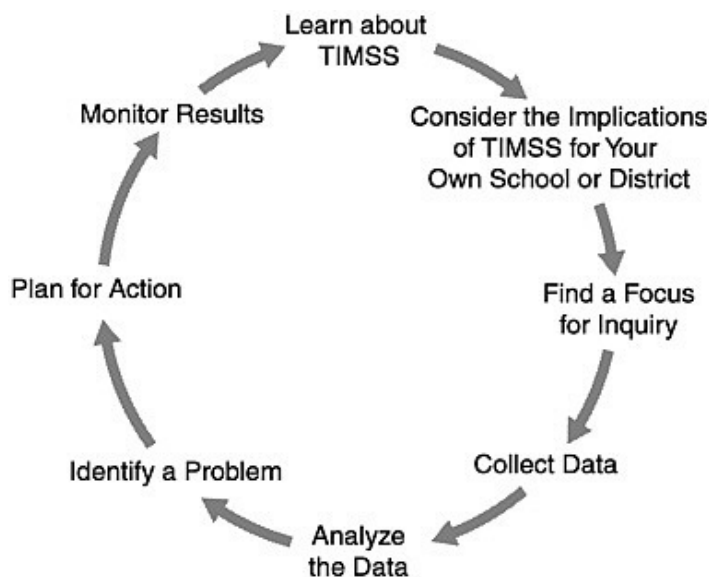 Learn about
TIMSS
Consider the Implications
of TIMSS for Your
Own School or District
Find a Focus
for Inquiry
Collect Data
Analyze
the Data
Identify a Problem
Plan for Action
Monitor Results